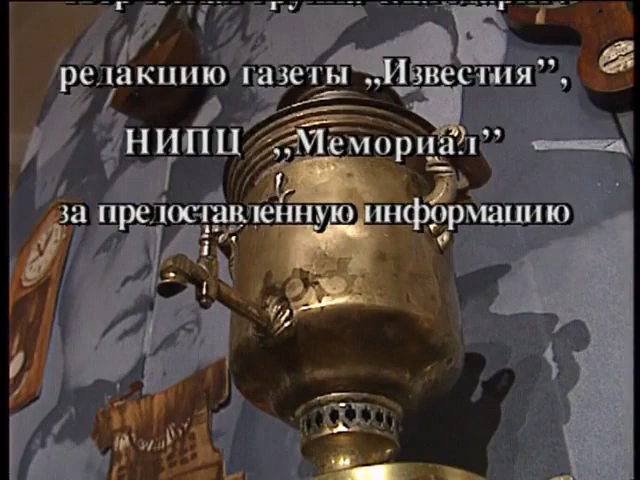 редакцию газеты „Известия”,
НИПЦ „Мемориал”
за предоставленную информацию